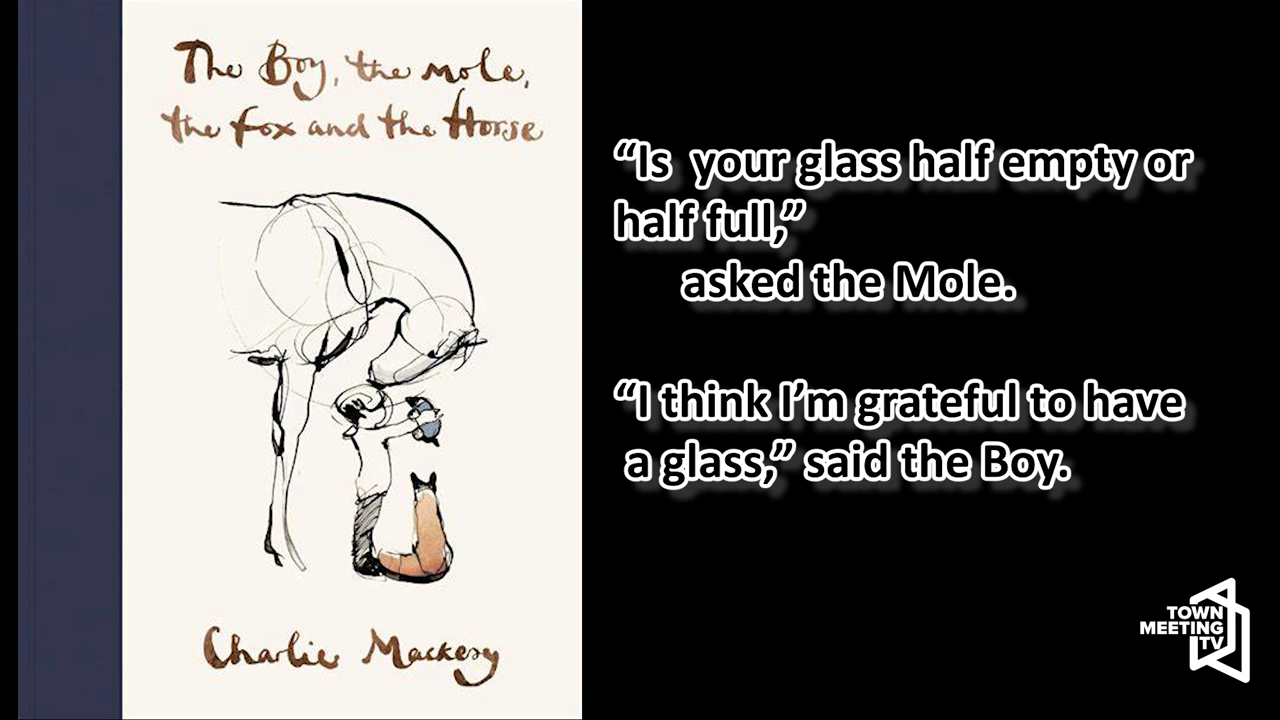 The Boy, the mole,
the fox and the Horse
Charlie Mackesy
“Is  your glass half empty or
half full,”
asked the Mole.
“I think I’m grateful to have
a glass,” said the Boy.
TOWN
MEETING
TV